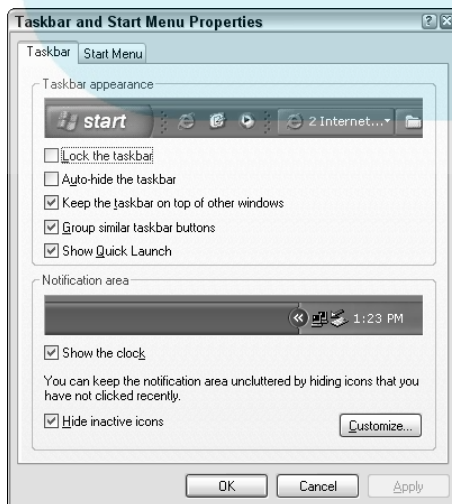 Taskbar and Start Menu Properties
Taskbar
Start Menu
Taskbar appearance
start
2 Internet...
Lock the taskbar
Auto-hide the taskbar
Keep the taskbar on top of other windows
Group similar taskbar buttons
Show Quick Launch
Notification area
1:23 PM
Show the clock
You can keep the notification area uncluttered by hiding icons that you
have not clicked recently.
Hide inactive icons
Customize...
OK
Cancel
Apply